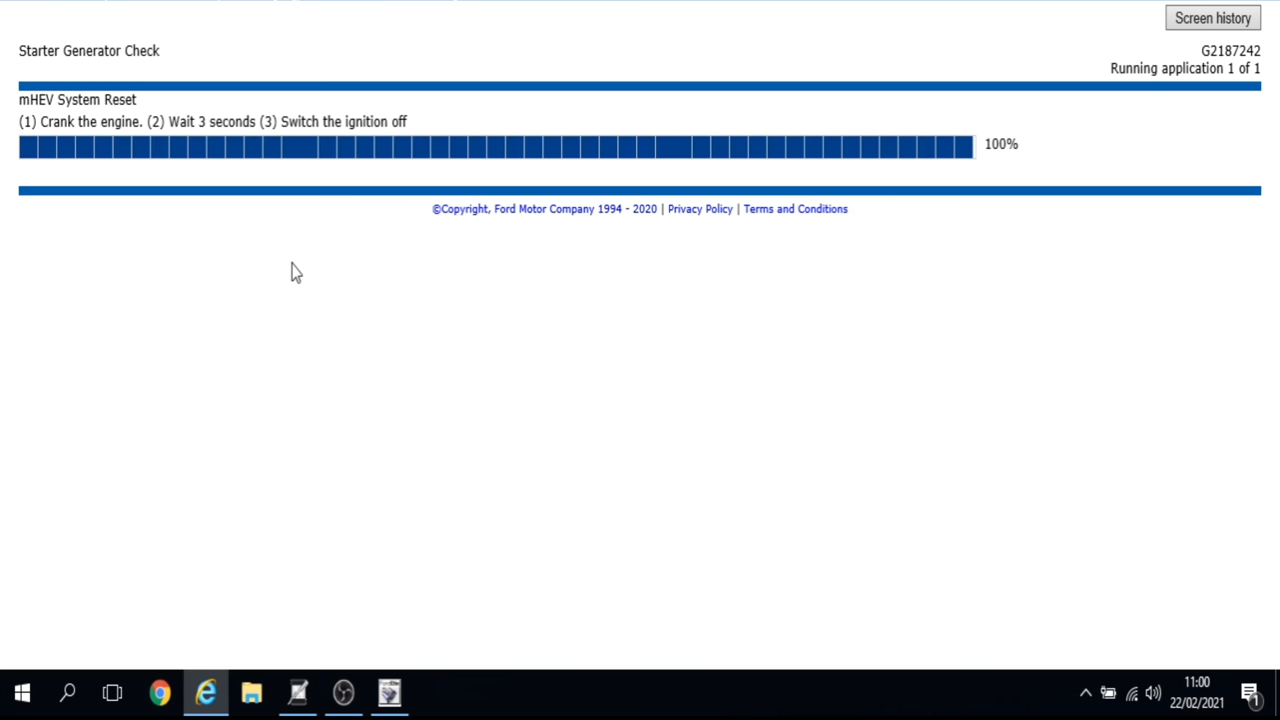 Screen history
Starter Generator Check
G2187242
Running application 1 of 1
mHEV System Reset
(1) Crank the engine. (2) Wait 3 seconds (3) Switch the ignition off
100%
©Copyright, Ford Motor Company 1994 - 2020 | Privacy Policy | Terms and Conditions
11:00
22/02/2021
1